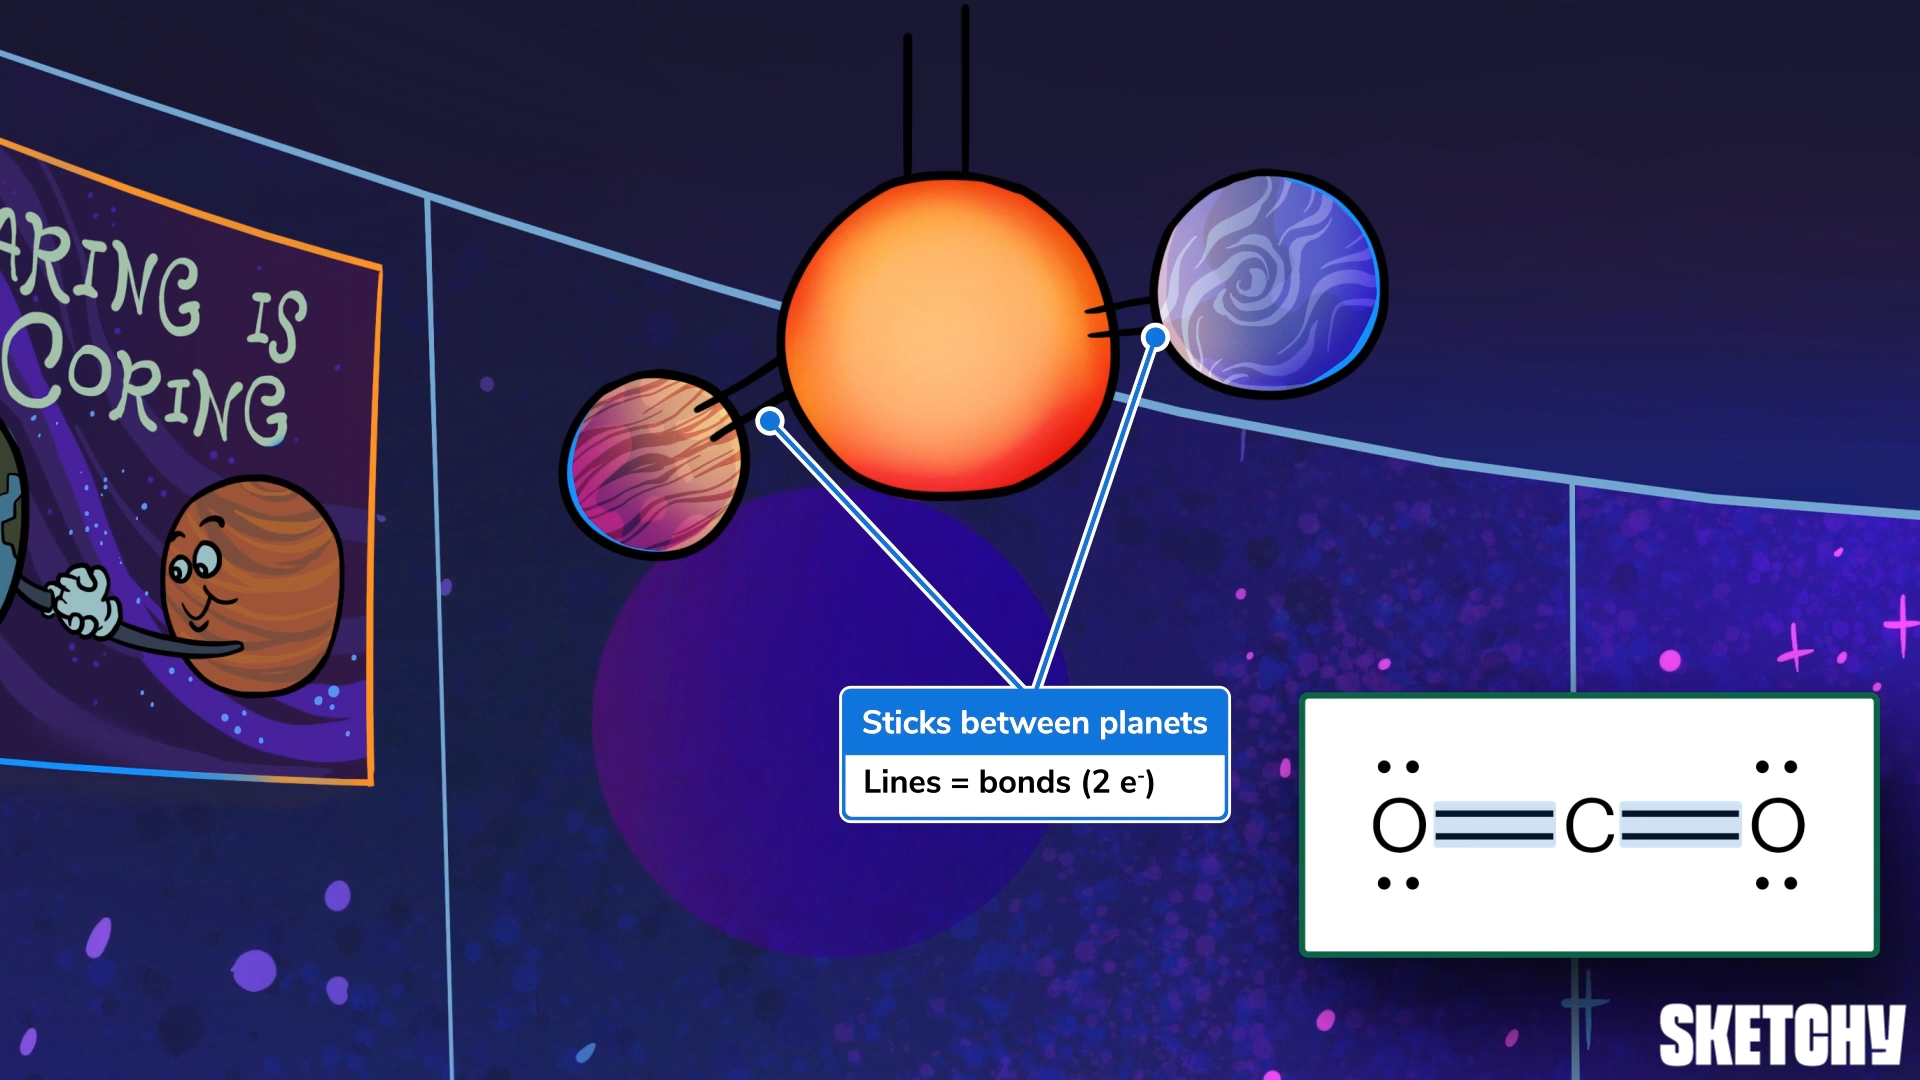 ARING IS
CORING
Sticks between planets
Lines = bonds (2 e⁻)
O C O
SKETCHY